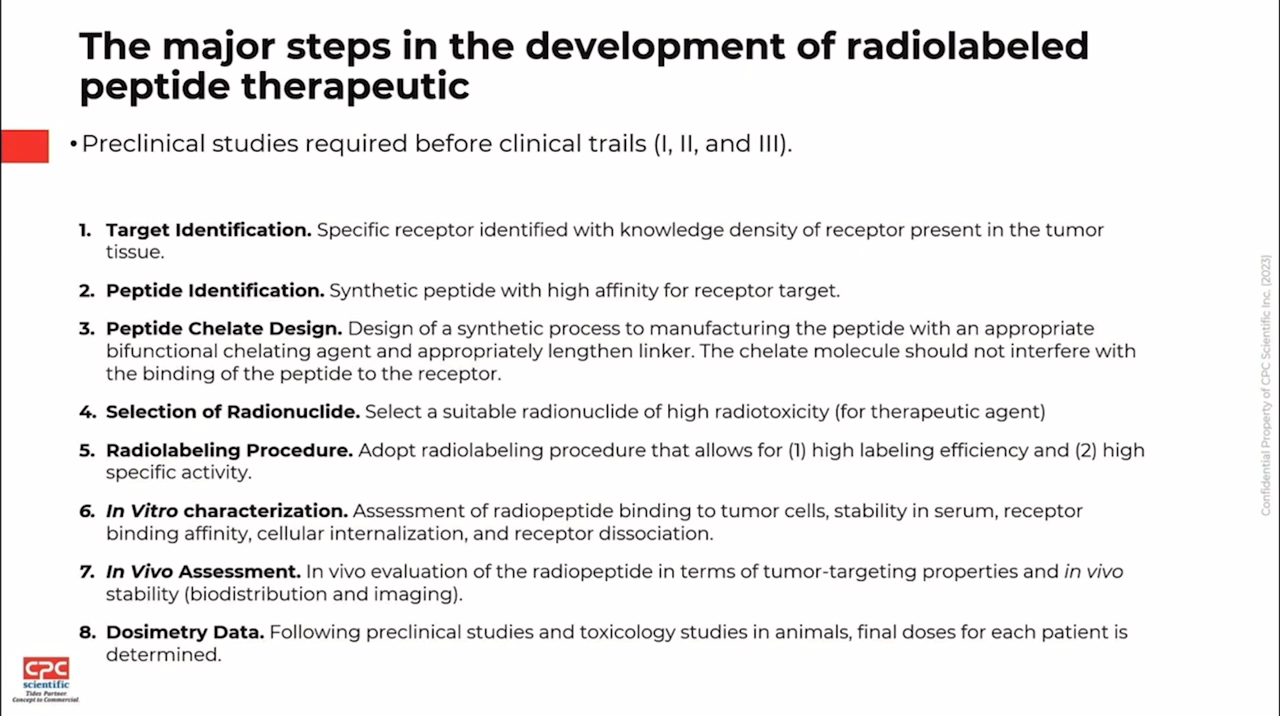 The major steps in the development of radiolabeled
peptide therapeutic
• Preclinical studies required before clinical trails (I, II, and III).
1. Target Identification. Specific receptor identified with knowledge density of receptor present in the tumor
tissue.
2. Peptide Identification. Synthetic peptide with high affinity for receptor target.
3. Peptide Chelate Design. Design of a synthetic process to manufacturing the peptide with an appropriate
bifunctional chelating agent and appropriately lengthen linker. The chelate molecule should not interfere with
the binding of the peptide to the receptor.
4. Selection of Radionuclide. Select a suitable radionuclide of high radiotoxicity (for therapeutic agent)
5. Radiolabeling Procedure. Adopt radiolabeling procedure that allows for (1) high labeling efficiency and (2) high
specific activity.
6. In Vitro characterization. Assessment of radiopeptide binding to tumor cells, stability in serum, receptor
binding affinity, cellular internalization, and receptor dissociation.
7. In Vivo Assessment. In vivo evaluation of the radiopeptide in terms of tumor-targeting properties and in vivo
stability (biodistribution and imaging).
8. Dosimetry Data. Following preclinical studies and toxicology studies in animals, final doses for each patient is
determined.
CPC
scientific
Tides Partner
Concept to Commercial
Confidential Property of CPC Scientific Inc. (2023)